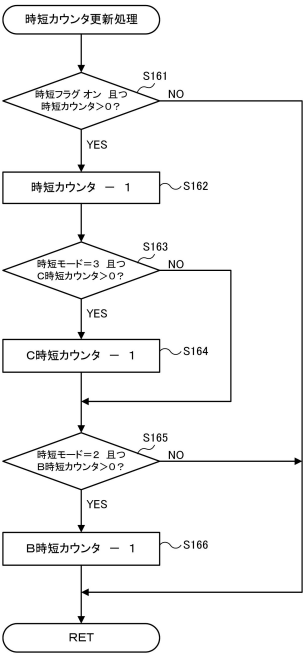 時短カウンタ更新処理
S161
時短フラグ オン 且つ
時短カウンタ>0?
NO
YES
時短カウンタ － 1
S162
S163
時短モード=3 且つ
C時短カウンタ>0?
NO
YES
C時短カウンタ － 1
S164
S165
時短モード=2 且つ
B時短カウンタ>0?
NO
YES
B時短カウンタ － 1
S166
RET